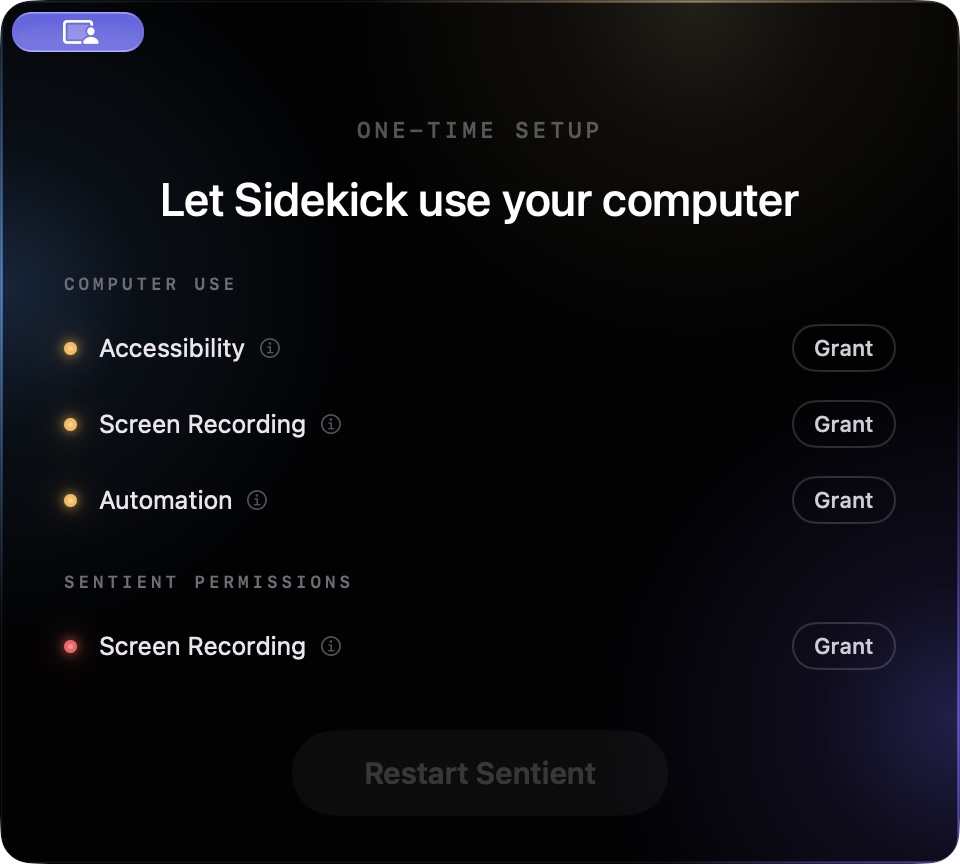 ONE-TIME SETUP
Let Sidekick use your computer
COMPUTER USE
Accessibility Grant
Screen Recording Grant
Automation Grant
SENTIENT PERMISSIONS
Screen Recording Grant
Restart Sentient